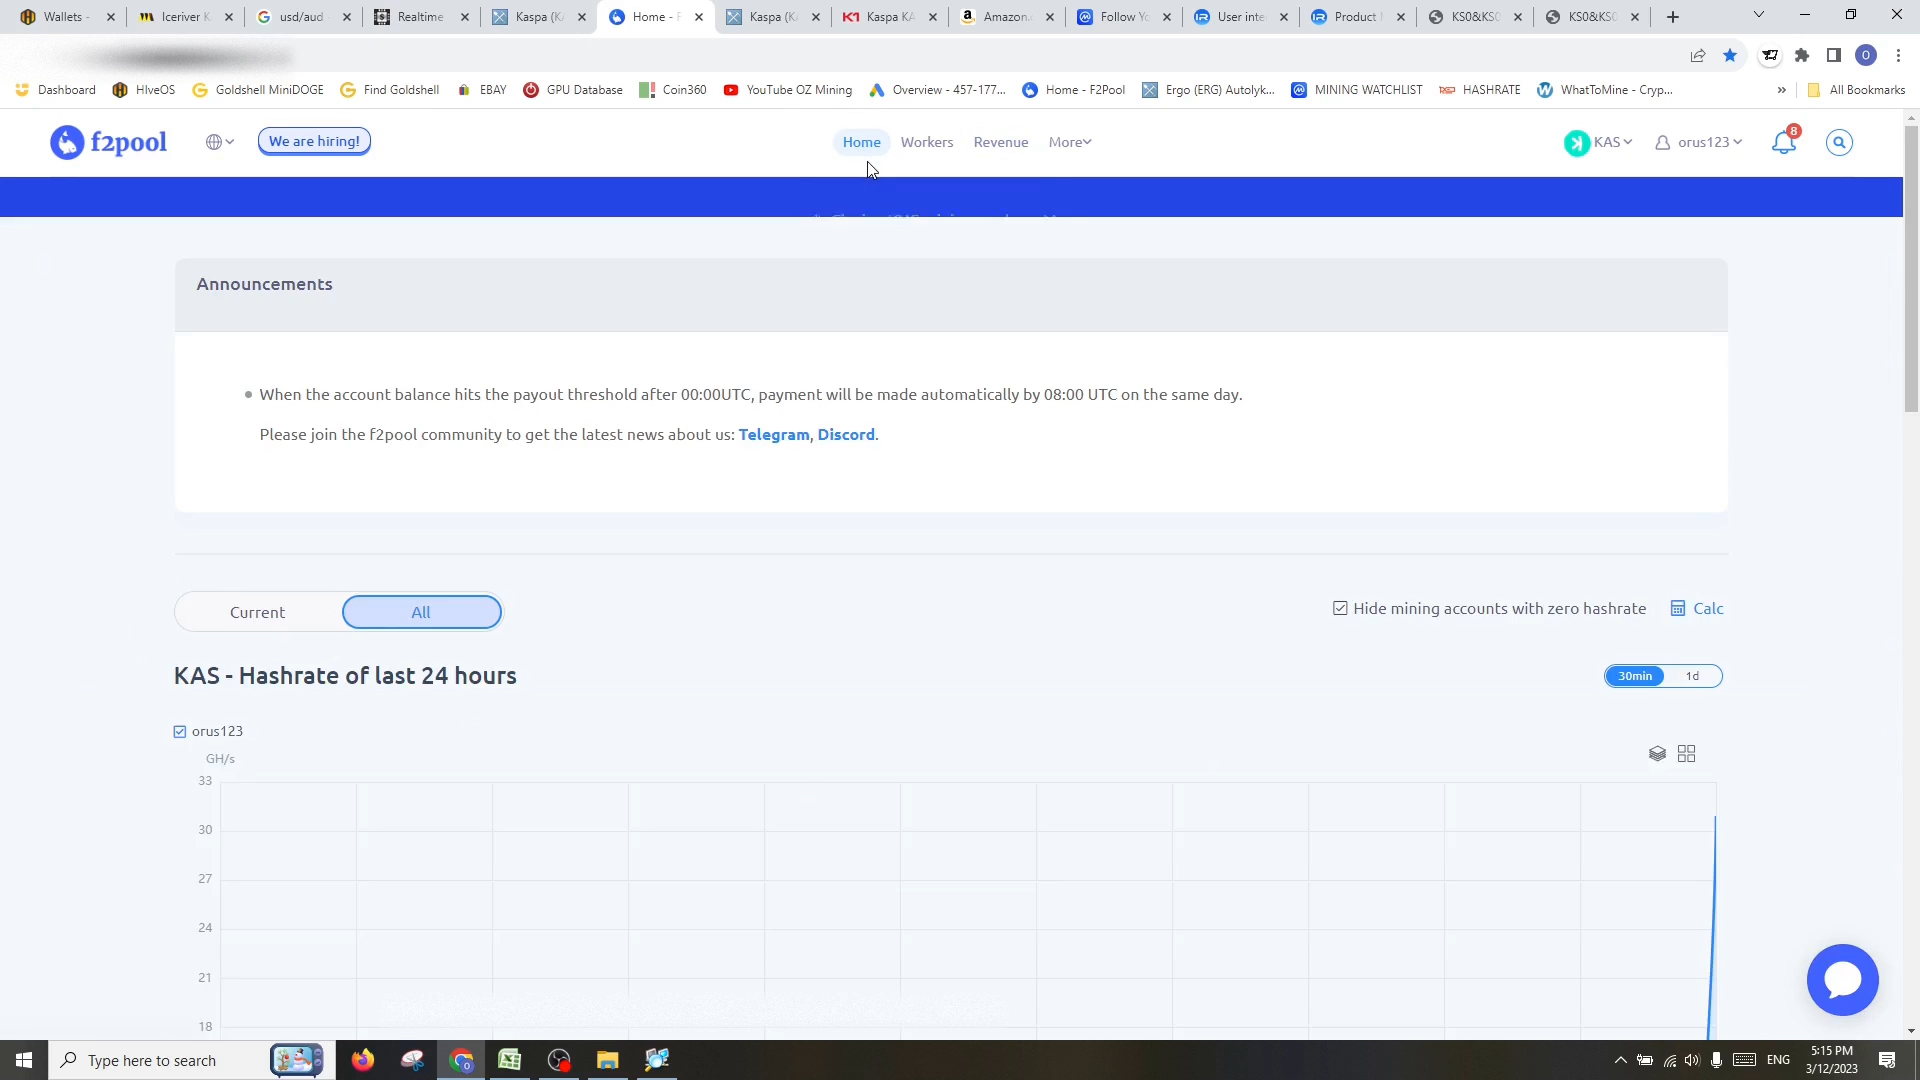 Wallets -
Iceriver K
usd/aud
Realtime
Kaspa (K
Home - F
Kaspa (K
Kaspa KA
Amazon.
Follow Yo
User inte
Product
KS0&KS0
KS0&KS0
Dashboard
HIveOS
Goldshell MiniDOGE
Find Goldshell
EBAY
GPU Database
Coin360
YouTube OZ Mining
Overview - 457-177...
Home - F2Pool
Ergo (ERG) Autolyk...
MINING WATCHLIST
HASHRATE
WhatToMine - Cryp...
»
All Bookmarks
f2pool
We are hiring!
Home
Workers
Revenue
More
KAS
orus123
8
Announcements
When the account balance hits the payout threshold after 00:00UTC, payment will be made automatically by 08:00 UTC on the same day.
Please join the f2pool community to get the latest news about us: Telegram, Discord.
Current
All
Hide mining accounts with zero hashrate
Calc
KAS - Hashrate of last 24 hours
30min
1d
orus123
GH/s
33
30
27
24
21
18
Type here to search
ENG
5:15 PM
3/12/2023